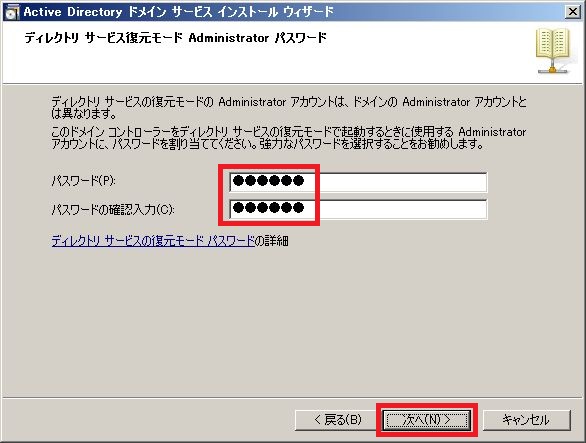 Active Directory ドメイン サービス インストール ウィザード
ディレクトリ サービス復元モード Administrator パスワード
ディレクトリ サービスの復元モードの Administrator アカウントは、ドメインの Administrator アカウントと
は異なります。
このドメイン コントローラーをディレクトリ サービスの復元モードで起動するときに使用する Administrator
アカウントに、パスワードを割り当ててください。強力なパスワードを選択することをお勧めします。
パスワード(P):
●●●●●●
パスワードの確認入力(C):
●●●●●●
ディレクトリ サービスの復元モード パスワードの詳細
< 戻る(B)
次へ(N) >
キャンセル